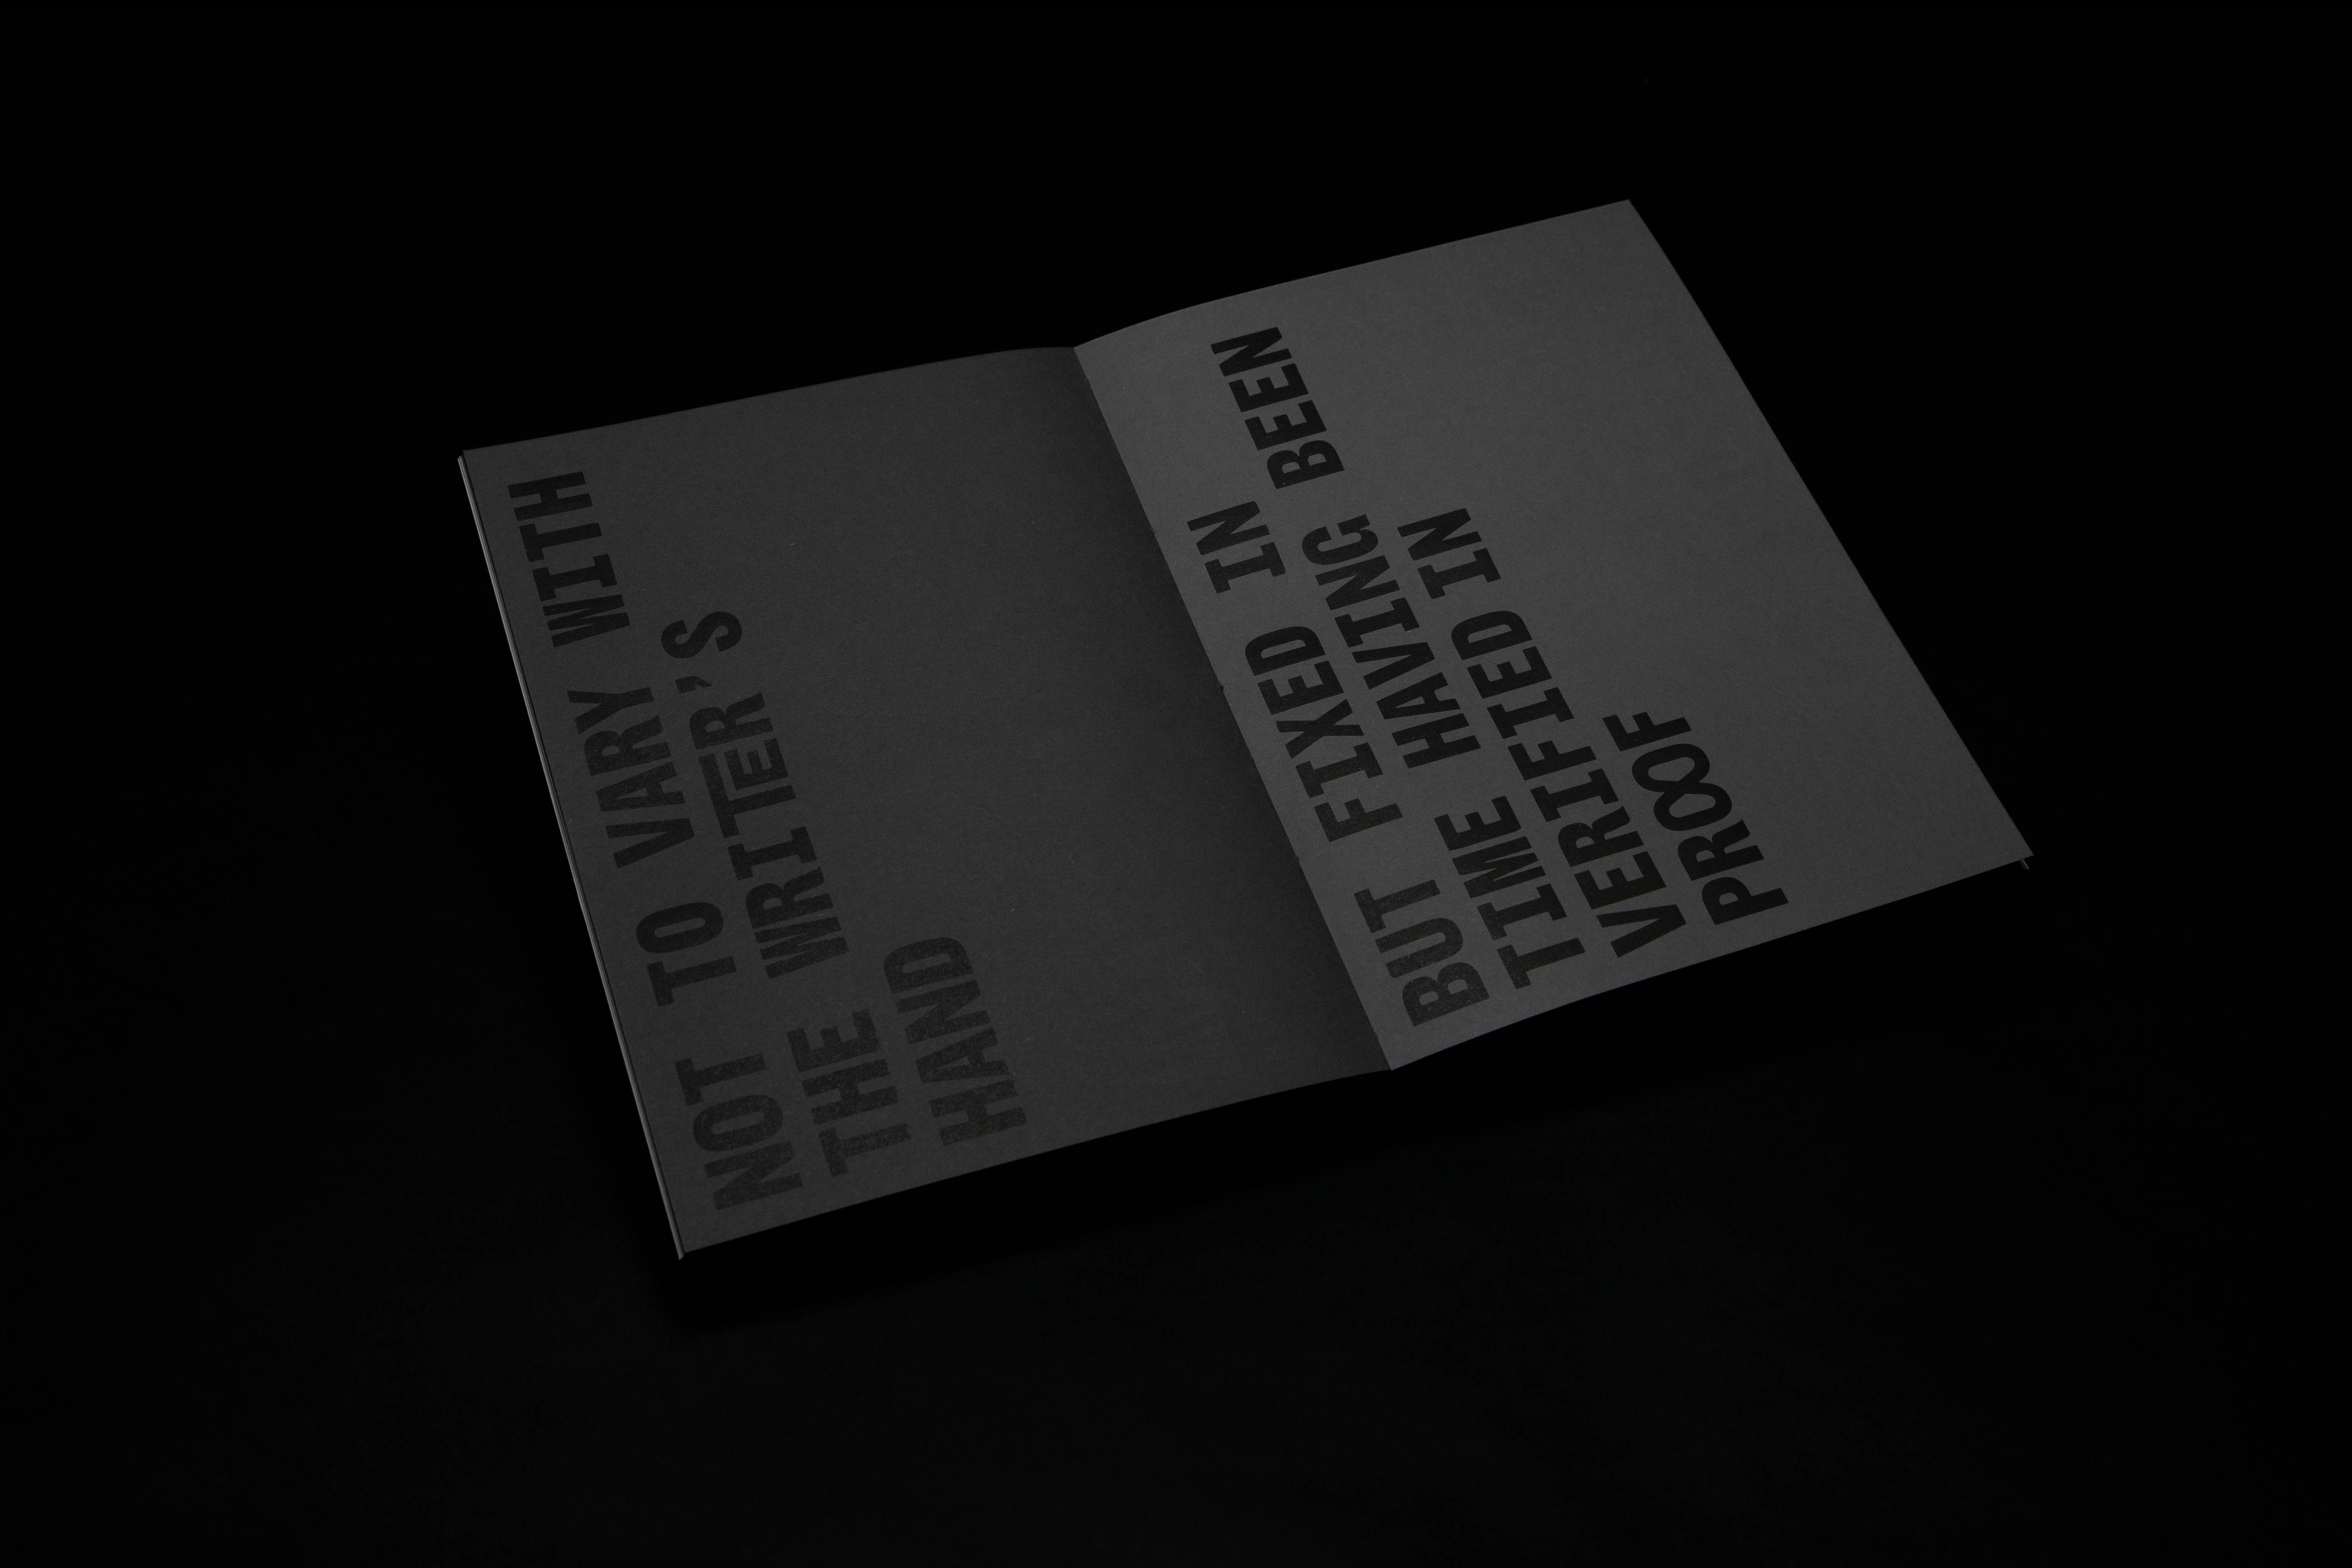 NOT TO VARY WITH
THE WRITER'S
HAND
BUT FIXED IN
TIME HAVING BEEN
VERIFIED IN
PROOF